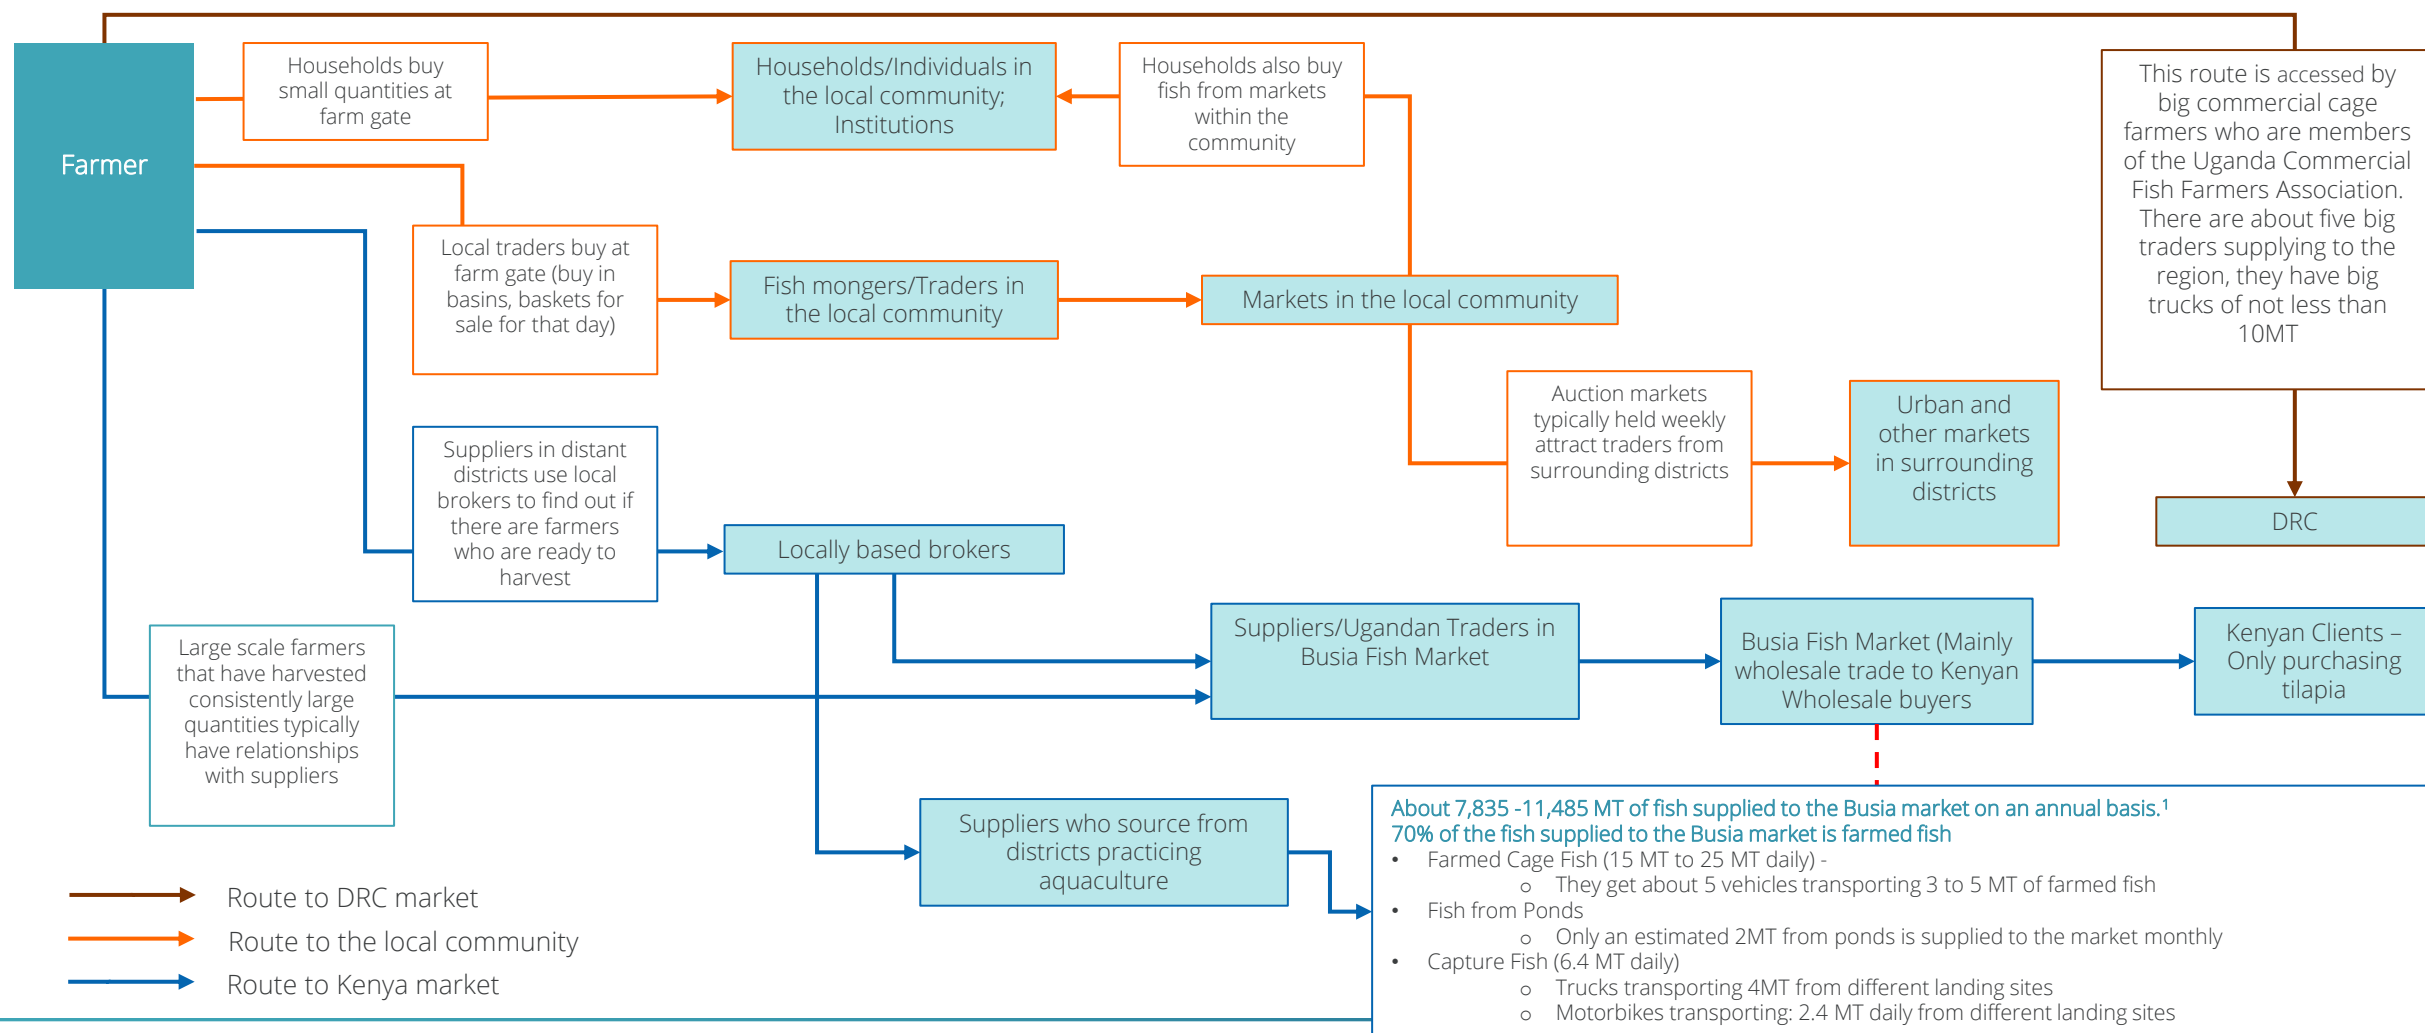 Farmer
Households buy
small quantities at
farm gate
Households/Individuals in
the local community;
Institutions
Households also buy
fish from markets
within the
community
This route is accessed by
big commercial cage
farmers who are members
of the Uganda Commercial
Fish Farmers Association.
There are about five big
traders supplying to the
region, they have big
trucks of not less than
10MT
Local traders buy at
farm gate (buy in
basins, baskets for
sale for that day)
Fish mongers/Traders in
the local community
Markets in the local community
Auction markets
typically held weekly
attract traders from
surrounding districts
Urban and
other markets
in surrounding
districts
DRC
Suppliers in distant
districts use local
brokers to find out if
there are farmers
who are ready to
harvest
Locally based brokers
Large scale farmers
that have harvested
consistently large
quantities typically
have relationships
with suppliers
Suppliers/Ugandan Traders in
Busia Fish Market
Busia Fish Market (Mainly
wholesale trade to Kenyan
Wholesale buyers
Kenyan Clients –
Only purchasing
tilapia
Suppliers who source from
districts practicing
aquaculture
About 7,835 -11,485 MT of fish supplied to the Busia market on an annual basis.¹
70% of the fish supplied to the Busia market is farmed fish
• Farmed Cage Fish (15 MT to 25 MT daily) -
o They get about 5 vehicles transporting 3 to 5 MT of farmed fish
• Fish from Ponds
o Only an estimated 2MT from ponds is supplied to the market monthly
• Capture Fish (6.4 MT daily)
o Trucks transporting 4MT from different landing sites
o Motorbikes transporting: 2.4 MT daily from different landing sites
Route to DRC market
Route to the local community
Route to Kenya market